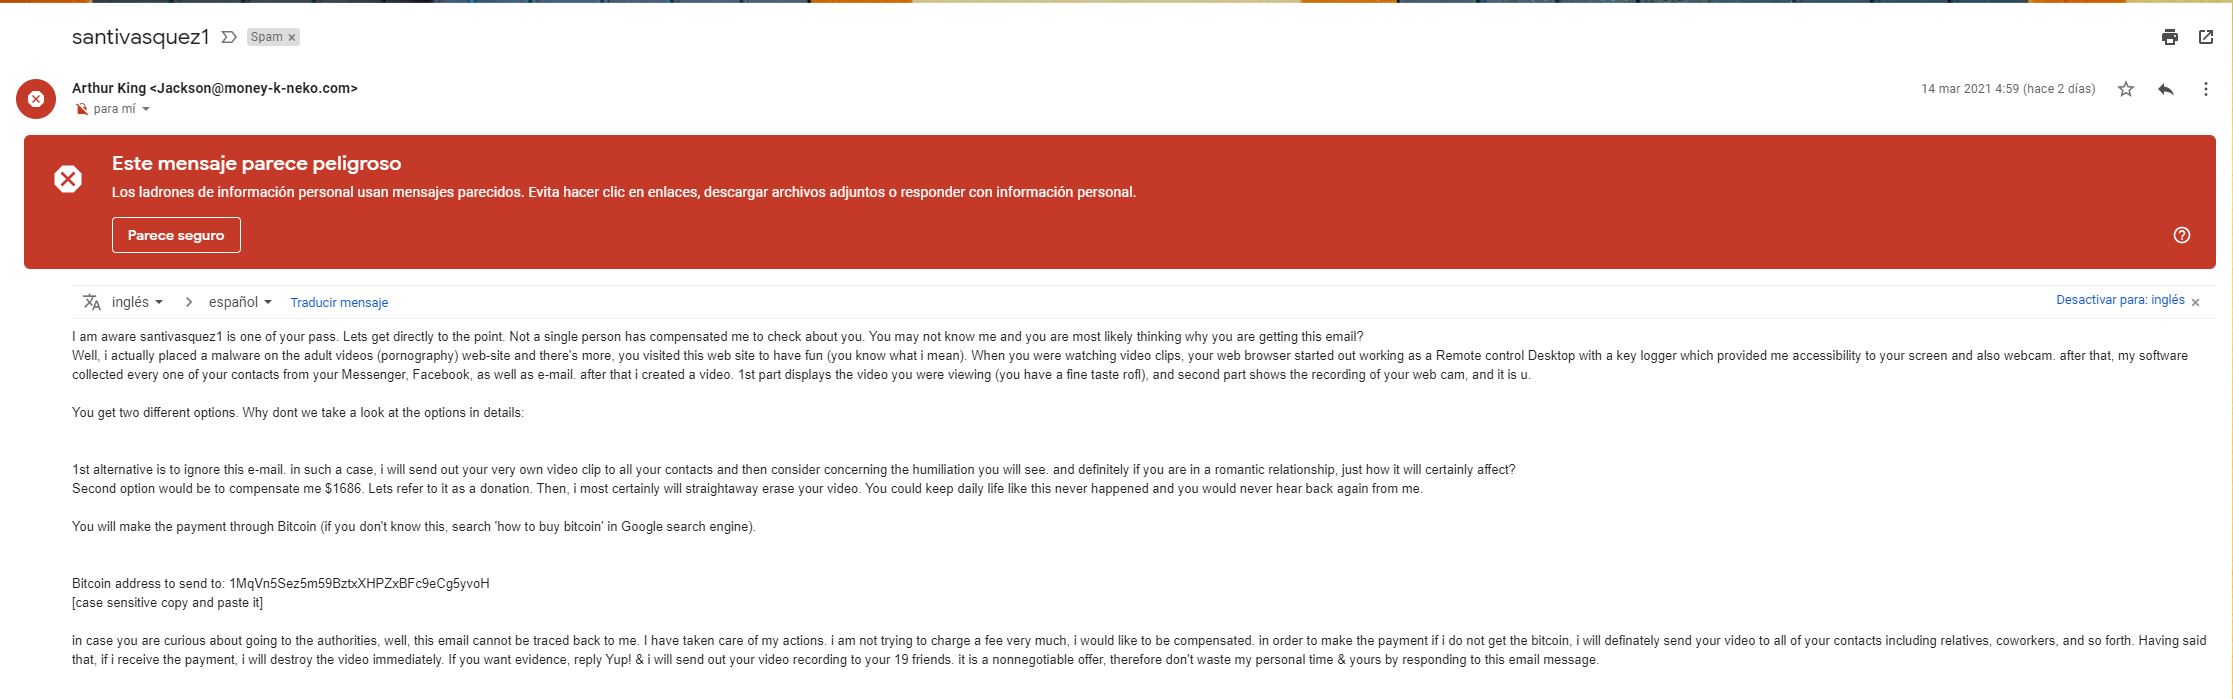 santivasquez1 Spam ×
Arthur King <Jackson@money-k-neko.com> 14 mar 2021 4:59 (hace 2 días)
para mí
Este mensaje parece peligroso
Los ladrones de información personal usan mensajes parecidos. Evita hacer clic en enlaces, descargar archivos adjuntos o responder con información personal.
Parece seguro
inglés > español Traducir mensaje Desactivar para: inglés ×
I am aware santivasquez1 is one of your pass. Lets get directly to the point. Not a single person has compensated me to check about you. You may not know me and you are most likely thinking why you are getting this email?
Well, i actually placed a malware on the adult videos (pornography) web-site and there's more, you visited this web site to have fun (you know what i mean). When you were watching video clips, your web browser started out working as a Remote control Desktop with a key logger which provided me accessibility to your screen and also webcam. after that, my software
collected every one of your contacts from your Messenger, Facebook, as well as e-mail. after that i created a video. 1st part displays the video you were viewing (you have a fine taste rofl), and second part shows the recording of your web cam, and it is u.
You get two different options. Why dont we take a look at the options in details:
1st alternative is to ignore this e-mail. in such a case, i will send out your very own video clip to all your contacts and then consider concerning the humiliation you will see. and definitely if you are in a romantic relationship, just how it will certainly affect?
Second option would be to compensate me $1686. Lets refer to it as a donation. Then, i most certainly will straightaway erase your video. You could keep daily life like this never happened and you would never hear back again from me.
You will make the payment through Bitcoin (if you don't know this, search 'how to buy bitcoin' in Google search engine).
Bitcoin address to send to: 1MqVn5Sez5m59BztxXHPZxBFc9eCg5yvoH
[case sensitive copy and paste it]
in case you are curious about going to the authorities, well, this email cannot be traced back to me. I have taken care of my actions. i am not trying to charge a fee very much, i would like to be compensated. in order to make the payment if i do not get the bitcoin, i will definately send your video to all of your contacts including relatives, coworkers, and so forth. Having said
that, if i receive the payment, i will destroy the video immediately. If you want evidence, reply Yup! & i will send out your video recording to your 19 friends. it is a nonnegotiable offer, therefore don't waste my personal time & yours by responding to this email message.